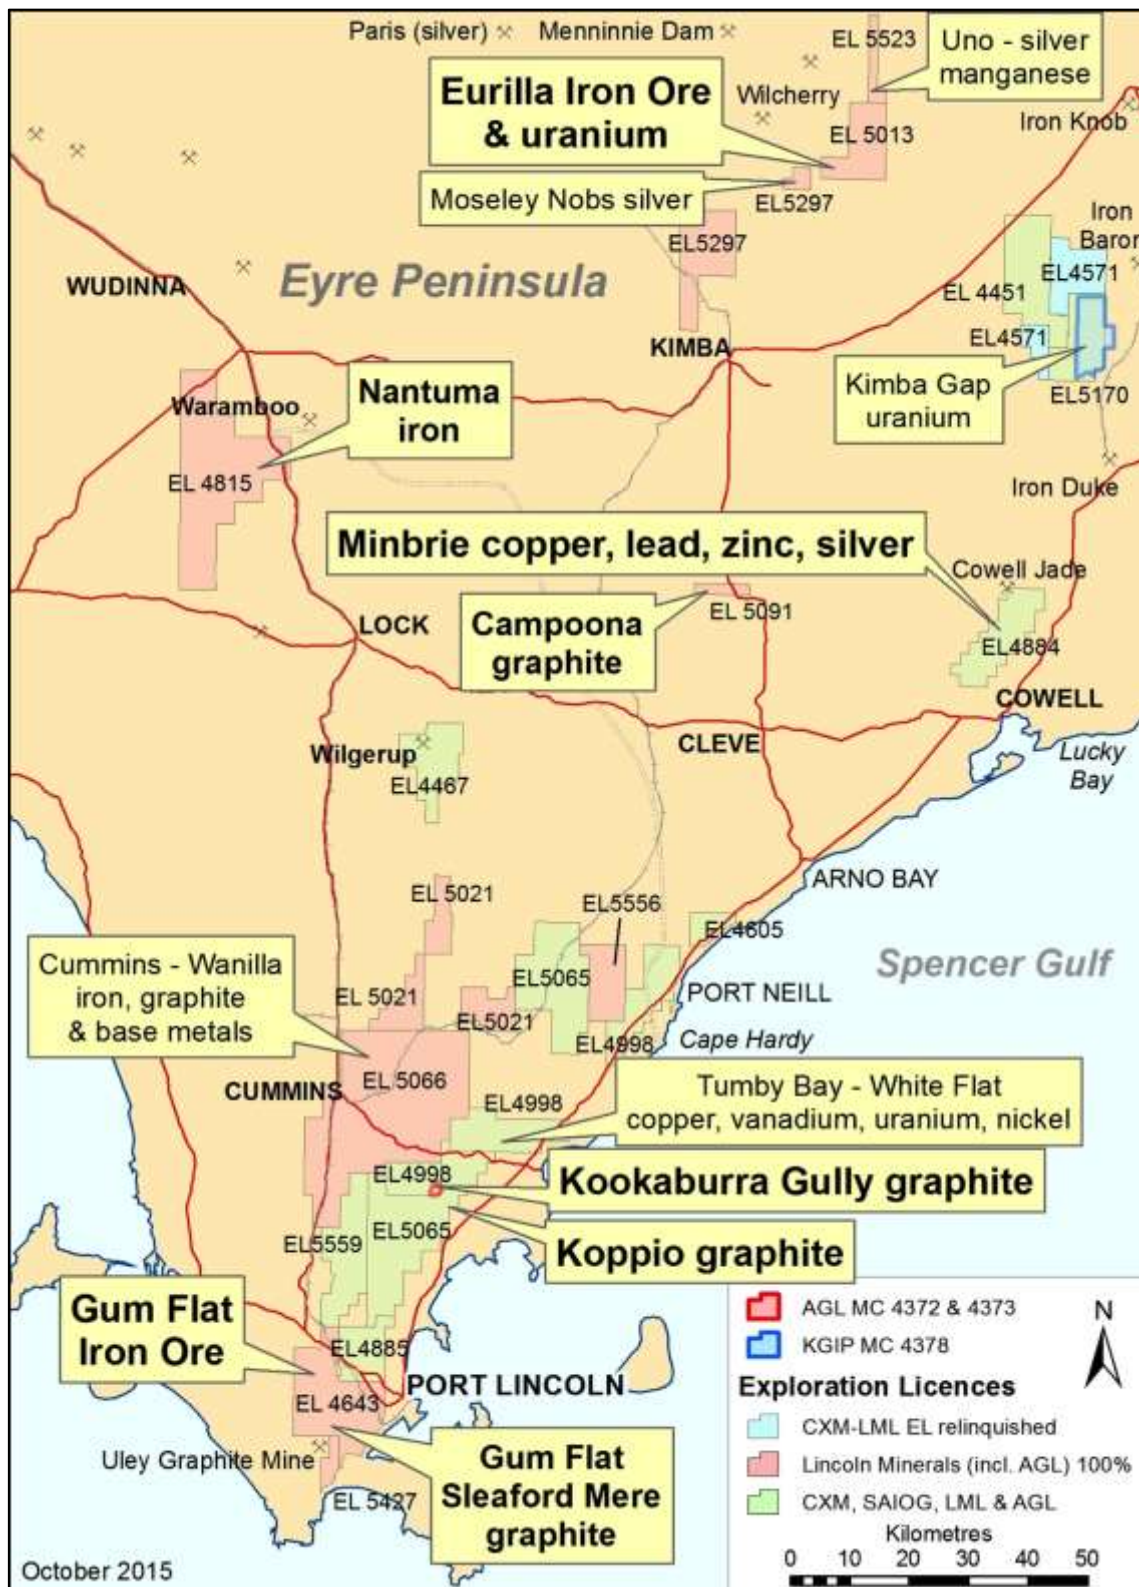 Paris (silver)
Menninnie Dam
EL 5523
Uno - silver
manganese
Eurilla Iron Ore
& uranium
Wilcherry
Iron Knob
EL 5013
Moseley Nobs silver
EL5297
EL5297
Iron
Baron
Eyre Peninsula
WUDINNA
EL4571
EL 4451
EL4571
KIMBA
Kimba Gap
uranium
EL5170
Nantuma
iron
Waramboo
EL 4815
Iron Duke
Minbrie copper, lead, zinc, silver
Cowell Jade
EL 5091
Campoona
graphite
LOCK
EL4884
COWELL
CLEVE
Lucky
Bay
Wilgerup
EL4467
ARNO BAY
EL 5021
EL5556
EL4605
Cummins - Wanilla
iron, graphite
& base metals
Spencer Gulf
EL5065
EL 5021
EL5021
PORT NEILL
EL4998
Cape Hardy
EL 5066
CUMMINS
EL4998
Tumby Bay - White Flat
copper, vanadium, uranium, nickel
EL4998
Kookaburra Gully graphite
EL5065
EL5559
Koppio graphite
Gum Flat
Iron Ore
EL4885
PORT LINCOLN
EL 4643
Uley Graphite Mine
Gum Flat
Sleaford Mere
graphite
EL 5427
AGL MC 4372 & 4373
N
KGIP MC 4378
Exploration Licences
CXM-LML EL relinquished
Lincoln Minerals (incl. AGL) 100%
CXM, SAIOG, LML & AGL
Kilometres
0 10 20 30 40 50
October 2015